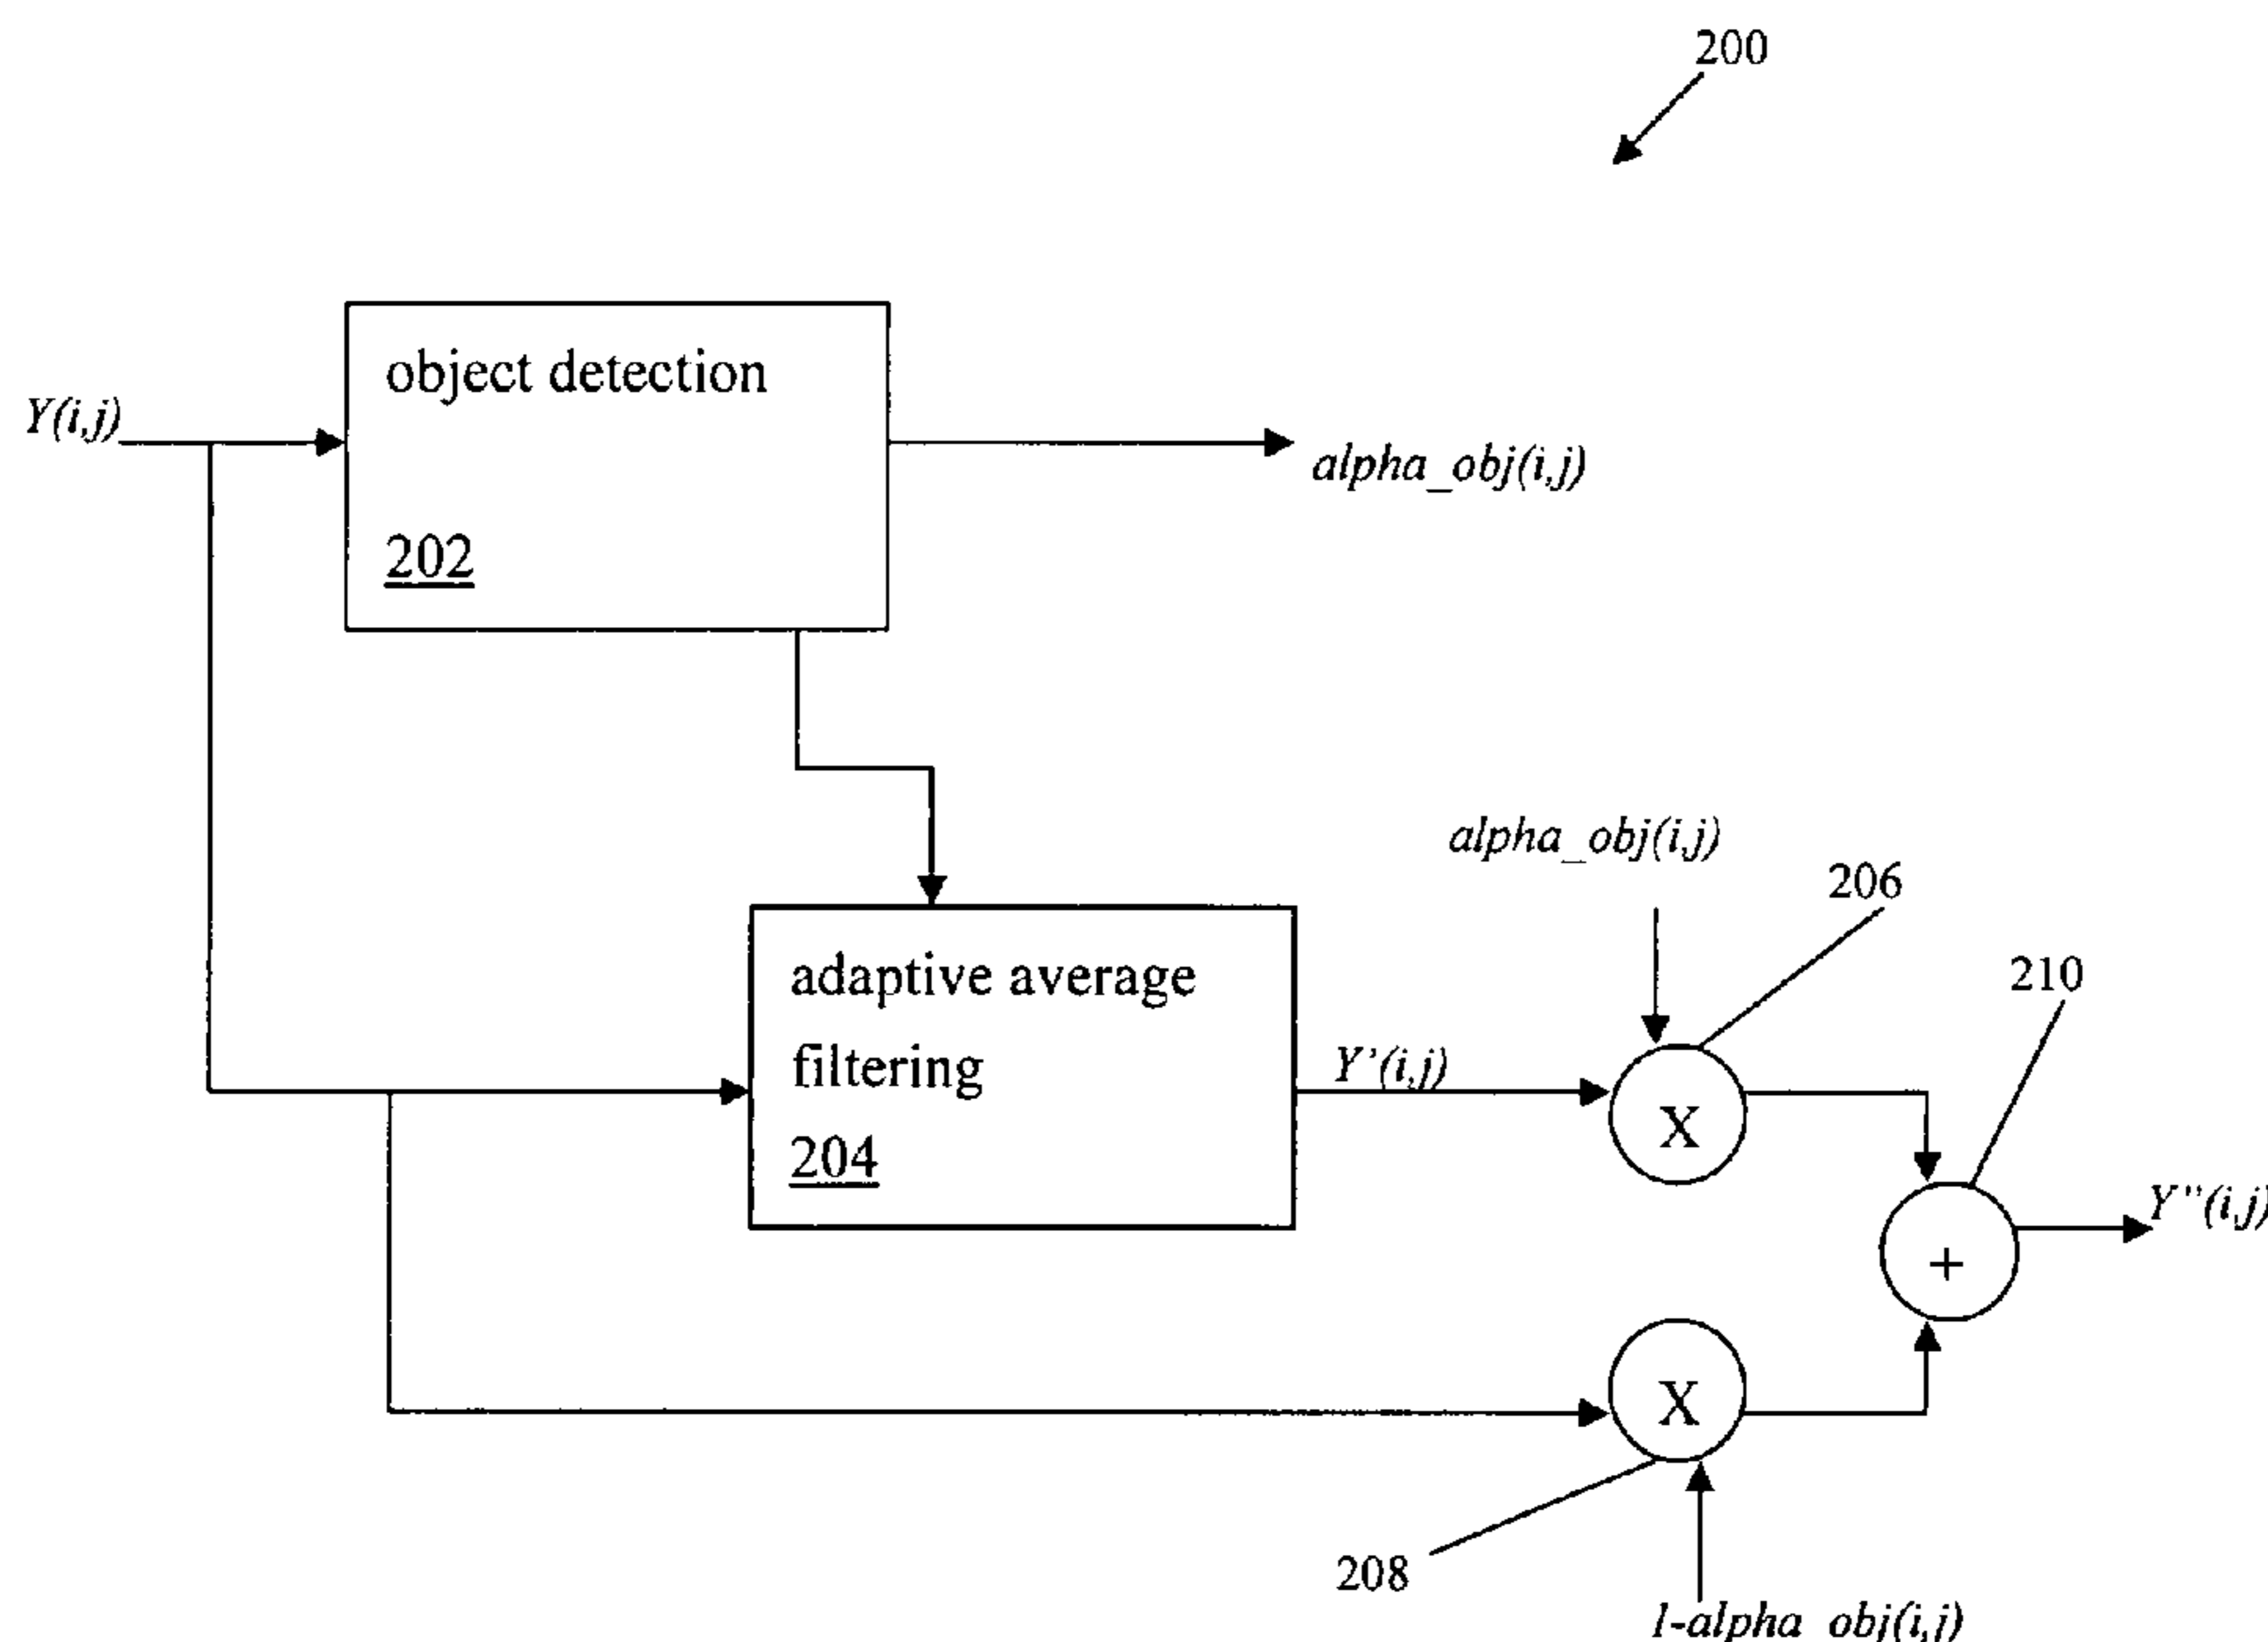 200
object detection
Y(i,j)
alpha_obj(i,j)
202
alpha_obj(i,j)
206
adaptive average
210
filtering
Y'(i,j)
X
204
Y"(i,j)
+
X
208
1-alpha_obj(i,j)